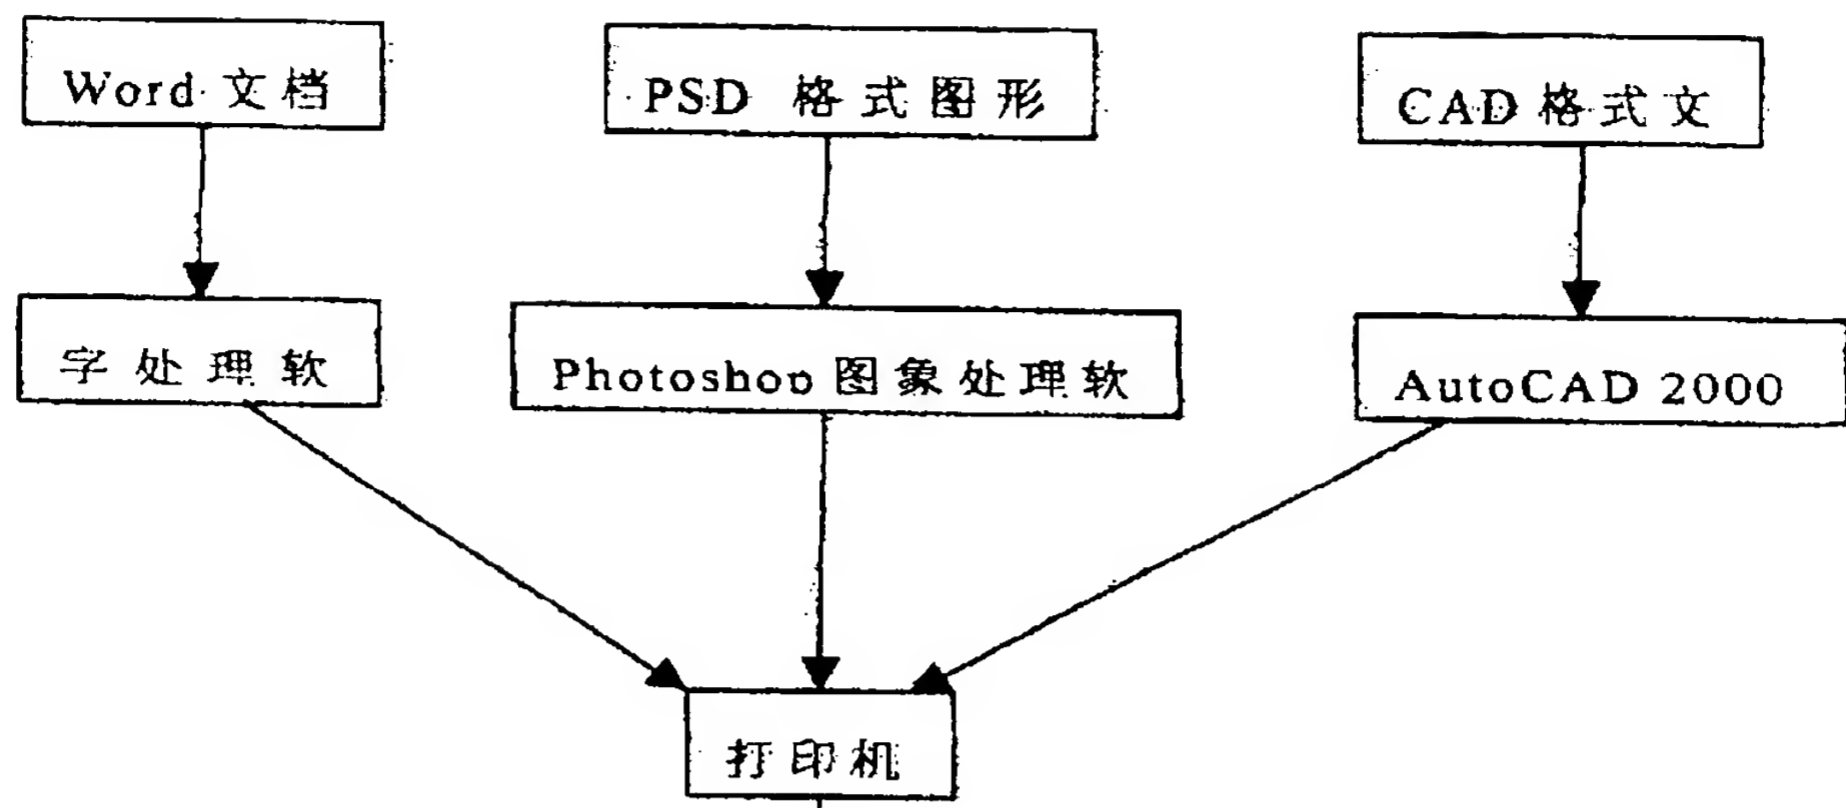 Word 文档
PSD 格式图形
CAD 格式文
字处理软
Photoshop 图象处理软
AutoCAD 2000
打印机